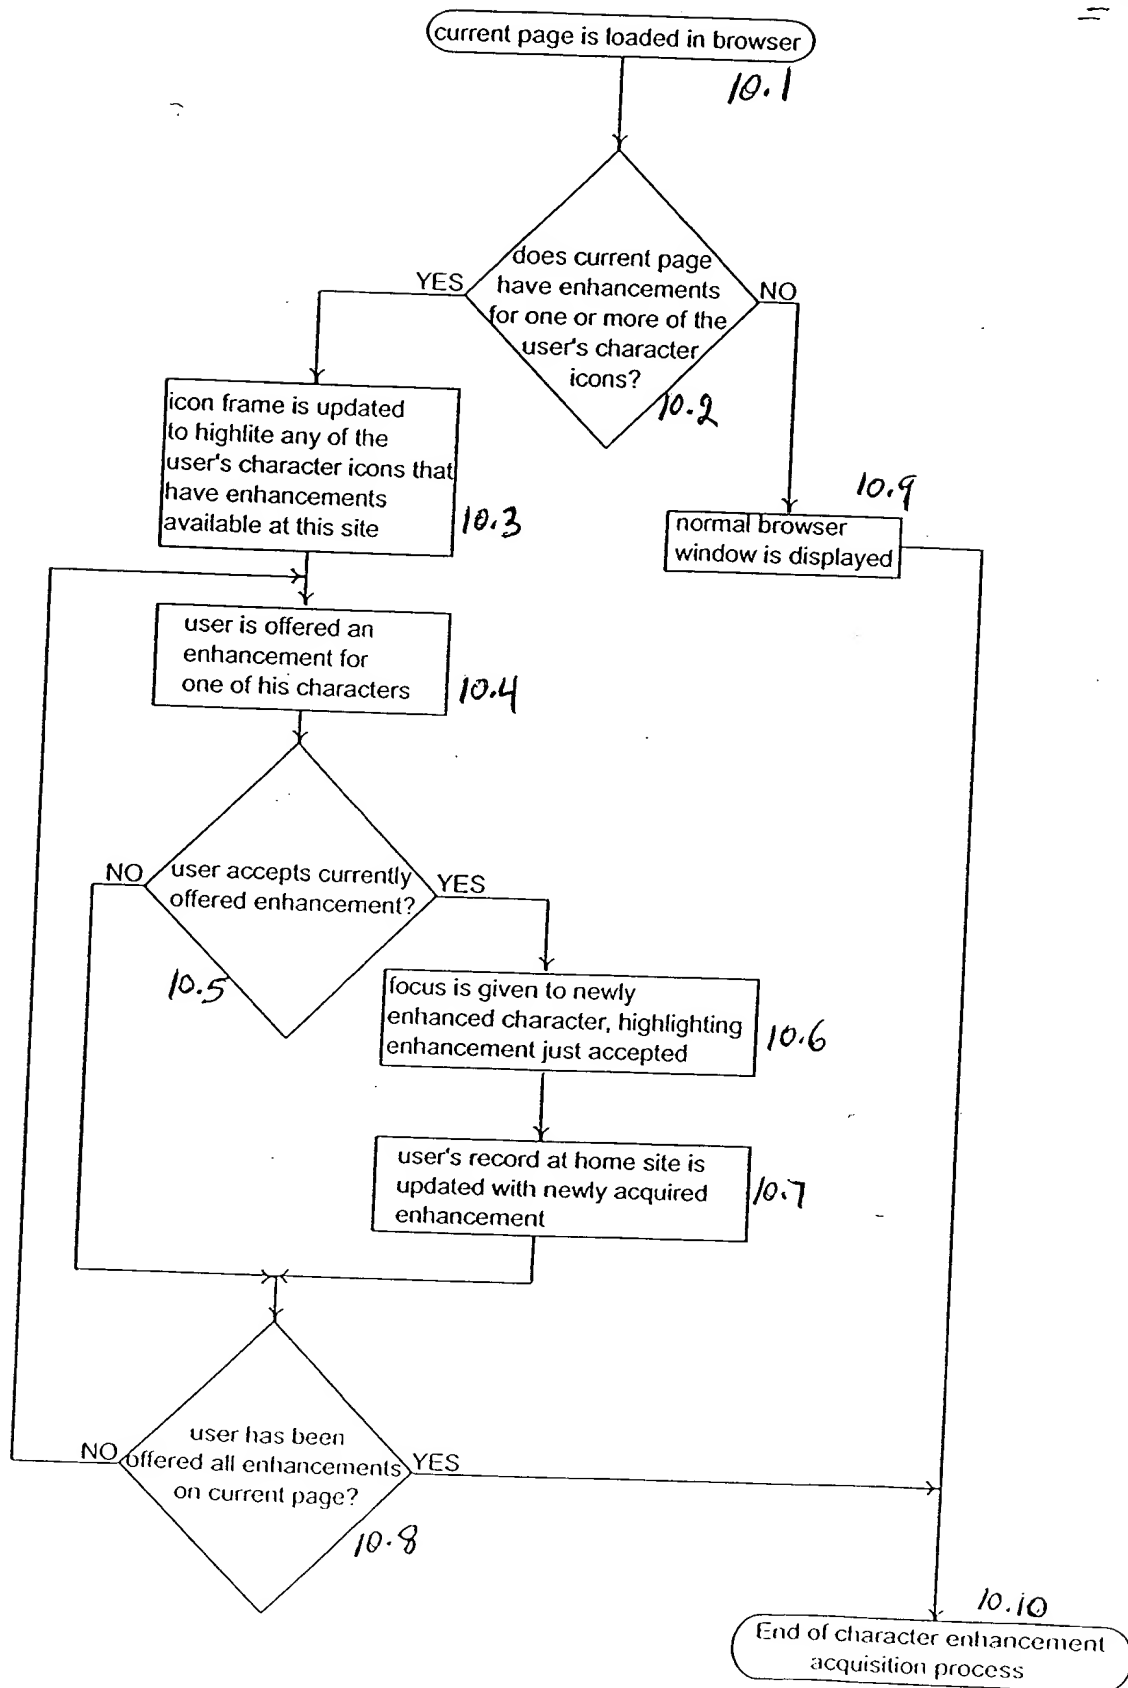 current page is loaded in browser
10.1
does current page
have enhancements
for one or more of the
user's character
icons?
YES
NO
10.2
icon frame is updated
to highlite any of the
user's character icons that
have enhancements
available at this site
10.3
10.9
normal browser
window is displayed
user is offered an
enhancement for
one of his characters
10.4
NO
user accepts currently
offered enhancement?
YES
10.5
focus is given to newly
enhanced character, highlighting
enhancement just accepted
10.6
user's record at home site is
updated with newly acquired
enhancement
10.7
NO
user has been
offered all enhancements
on current page?
YES
10.8
10.10
End of character enhancement
acquisition process